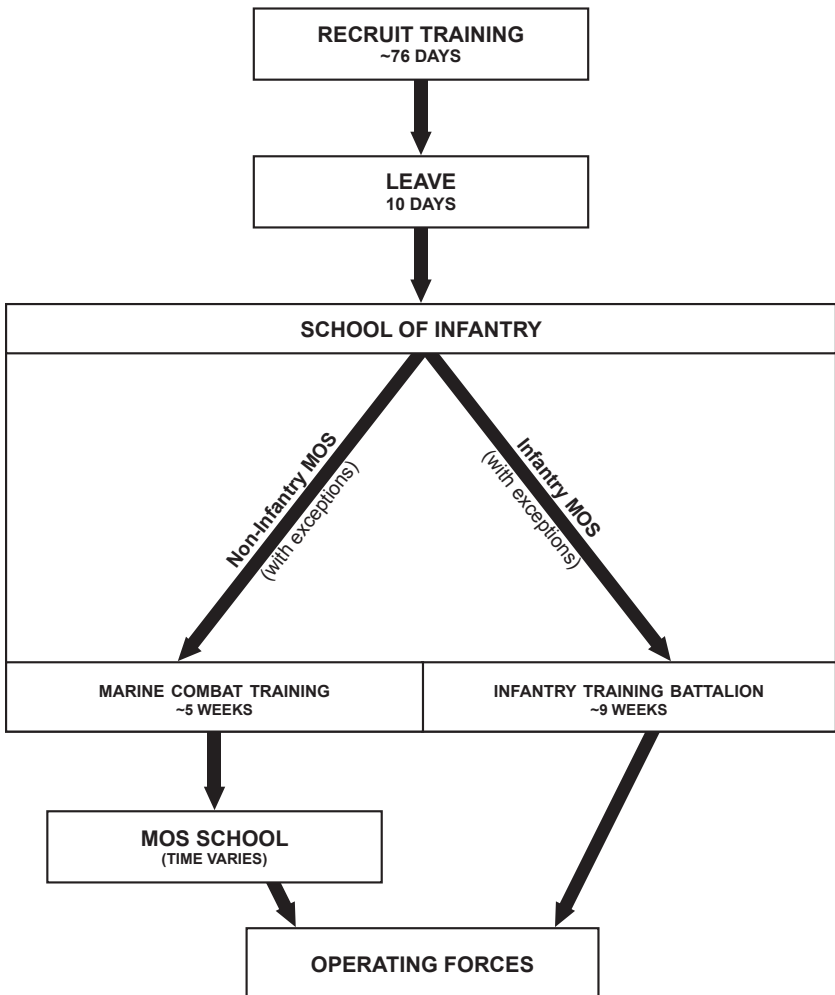 RECRUIT TRAINING
~76 DAYS
LEAVE
10 DAYS
SCHOOL OF INFANTRY
Non-Infantry MOS
(with exceptions)
Infantry MOS
(with exceptions)
MARINE COMBAT TRAINING
~5 WEEKS
INFANTRY TRAINING BATTALION
~9 WEEKS
MOS SCHOOL
(TIME VARIES)
OPERATING FORCES